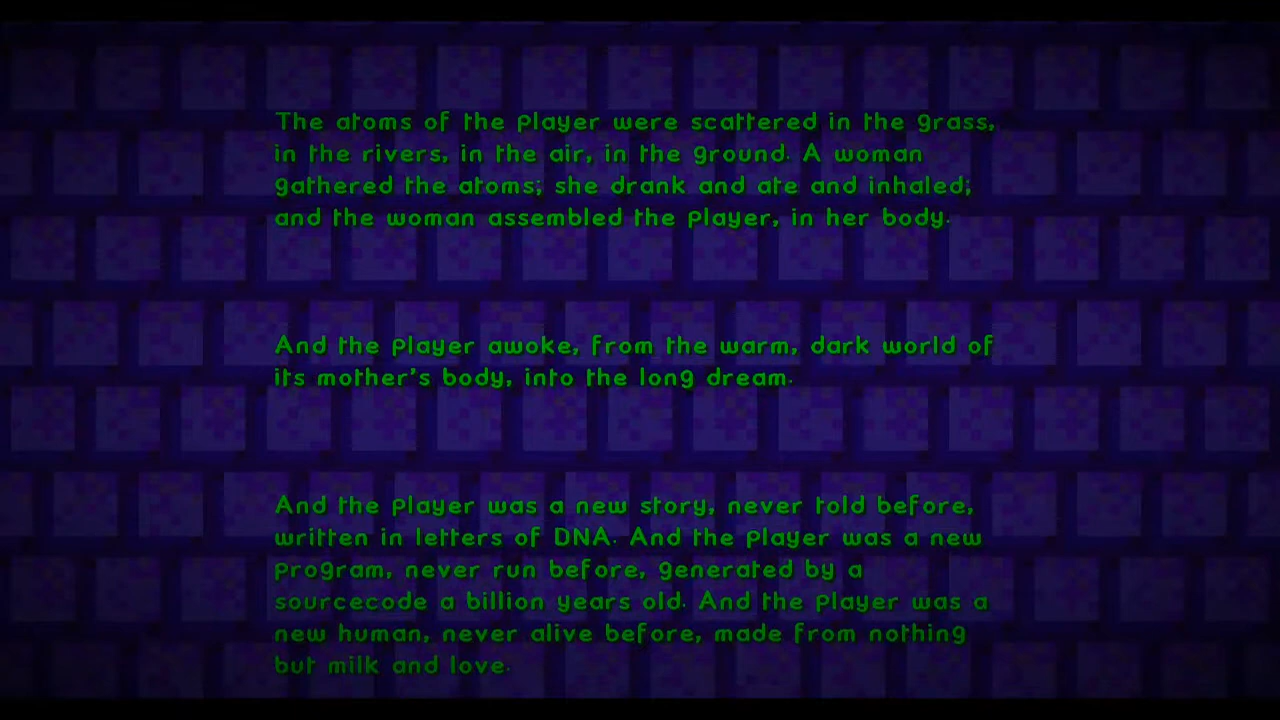 The atoms of the player were scattered in the grass,
in the rivers, in the air, in the ground. A woman
gathered the atoms; she drank and ate and inhaled;
and the woman assembled the player, in her body.
And the player awoke, from the warm, dark world of
its mother's body, into the long dream.
And the player was a new story, never told before,
written in letters of DNA. And the player was a new
program, never run before, generated by a
sourcecode a billion years old. And the player was a
new human, never alive before, made from nothing
but milk and love.